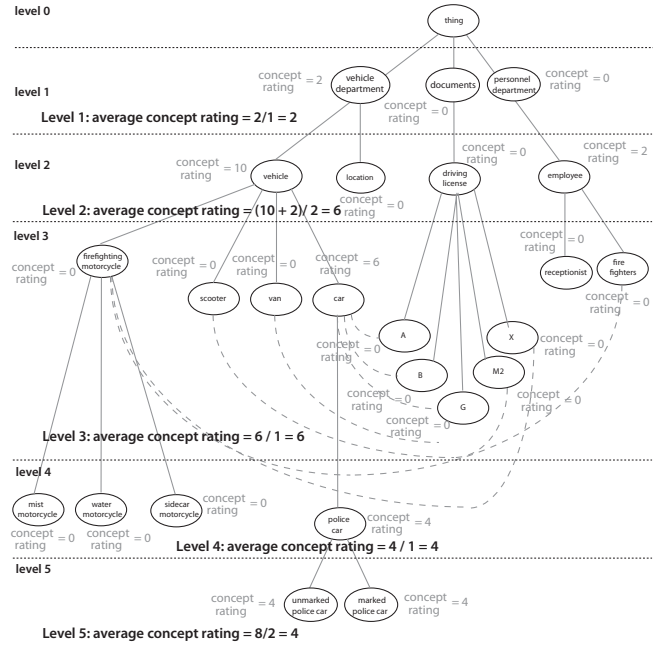 level 0
thing
level 1
concept rating = 2
vehicle department
documents
personnel department
concept rating = 0
concept rating = 0
Level 1: average concept rating = 2/1 = 2
level 2
concept rating = 10
vehicle
location
concept rating = 0
driving license
concept rating = 0
employee
concept rating = 2
Level 2: average concept rating = (10 + 2)/ 2 = 6
level 3
firefighting motorcycle
concept rating = 0
concept rating = 0
scooter
concept rating = 0
van
concept rating = 6
car
concept rating = 0
receptionist
fire fighters
concept rating = 0
A
concept rating = 0
X
concept rating = 0
B
concept rating = 0
M2
concept rating = 0
G
concept rating = 0
Level 3: average concept rating = 6 / 1 = 6
level 4
mist motorcycle
water motorcycle
sidecar motorcycle
concept rating = 0
concept rating = 0
concept rating = 0
police car
concept rating = 4
Level 4: average concept rating = 4 / 1 = 4
level 5
concept rating = 4
unmarked police car
marked police car
concept rating = 4
Level 5: average concept rating = 8/2 = 4